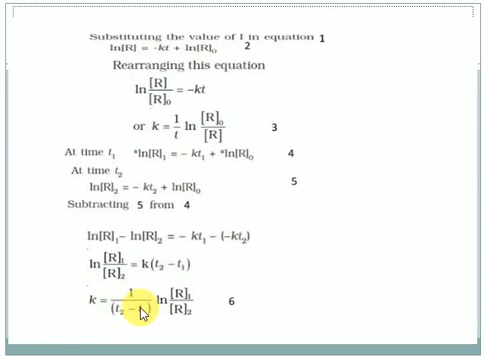 Substituting the value of I in equation 1
ln[R] = -kt + ln[R]₀ 2
Rearranging this equation
ln [R]/[R]₀ = -kt
or k = 1/t ln [R]₀/[R] 3
At time t₁ *ln[R]₁ = – kt₁ + *ln[R]₀ 4
At time t₂
ln[R]₂ = – kt₂ + ln[R]₀ 5
Subtracting 5 from 4
ln[R]₁ – ln[R]₂ = – kt₁ – (–kt₂)
ln [R]₁/[R]₂ = k(t₂ – t₁)
k = 1/(t₂ – t ) ln [R]₁/[R]₂ 6